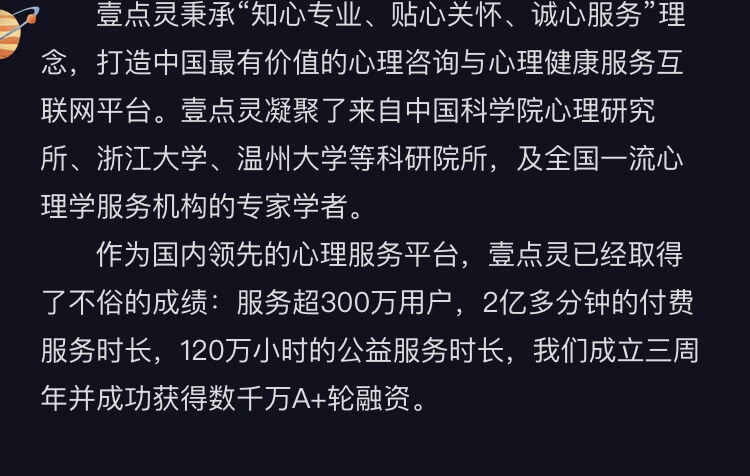 壹点灵秉承“知心专业、贴心关怀、诚心服务”理
念，打造中国最有价值的心理咨询与心理健康服务互
联网平台。壹点灵凝聚了来自中国科学院心理研究
所、浙江大学、温州大学等科研院所，及全国一流心
理学服务机构的专家学者。
作为国内领先的心理服务平台，壹点灵已经取得
了不俗的成绩：服务超300万用户，2亿多分钟的付费
服务时长，120万小时的公益服务时长，我们成立三周
年并成功获得数千万A+轮融资。